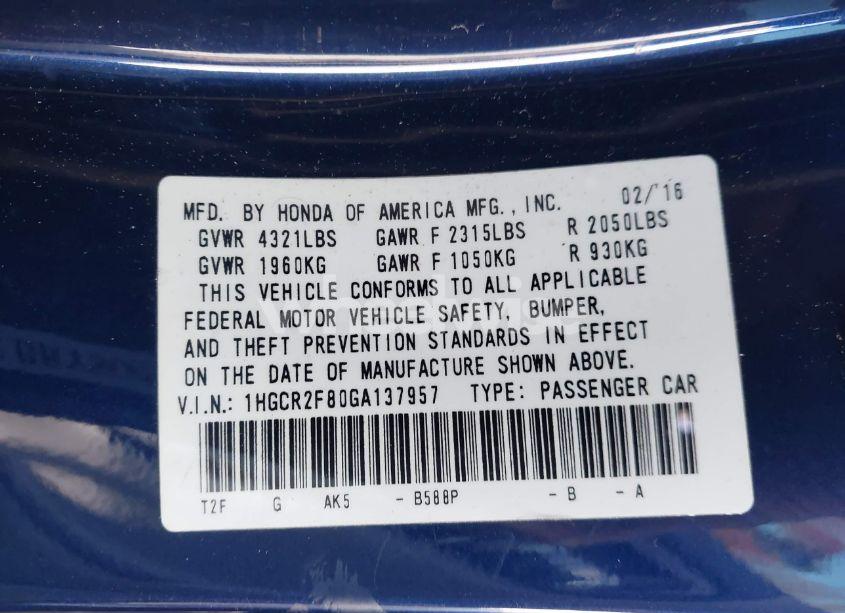 MFD. BY HONDA OF AMERICA MFG., INC. 02/'16
GVWR 4321LBS GAWR F 2315LBS R 2050LBS
GVWR 1960KG GAWR F 1050KG R 930KG
THIS VEHICLE CONFORMS TO ALL APPLICABLE
FEDERAL MOTOR VEHICLE SAFETY, BUMPER,
AND THEFT PREVENTION STANDARDS IN EFFECT
ON THE DATE OF MANUFACTURE SHOWN ABOVE.
V.I.N.: 1HGCR2F80GA137957 TYPE: PASSENGER CAR
T2F G AK5 - B588P - B - A